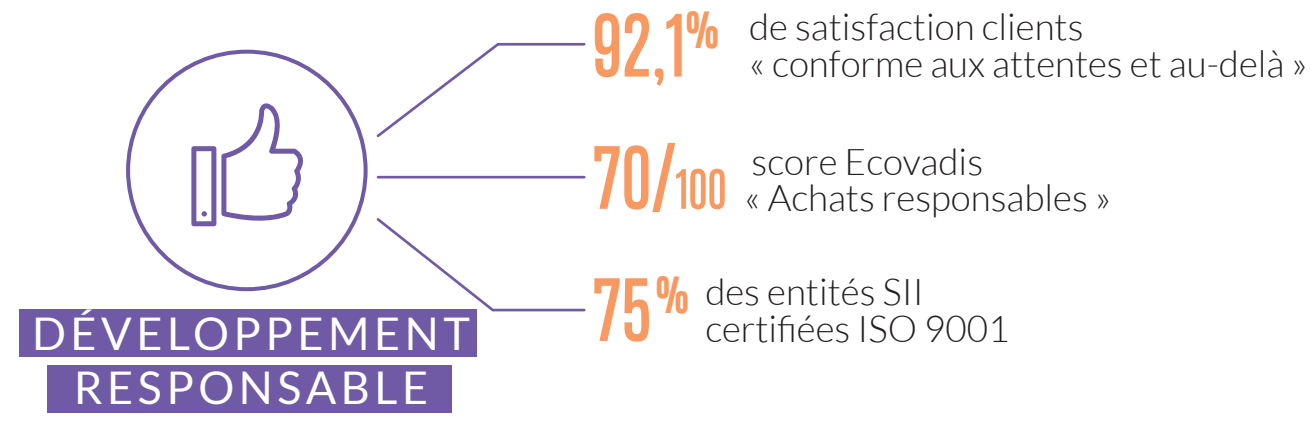 92,1% de satisfaction clients
« conforme aux attentes et au-delà »
70/100 score Ecovadis
« Achats responsables »
75% des entités SII
certifiées ISO 9001
DÉVELOPPEMENT
RESPONSABLE